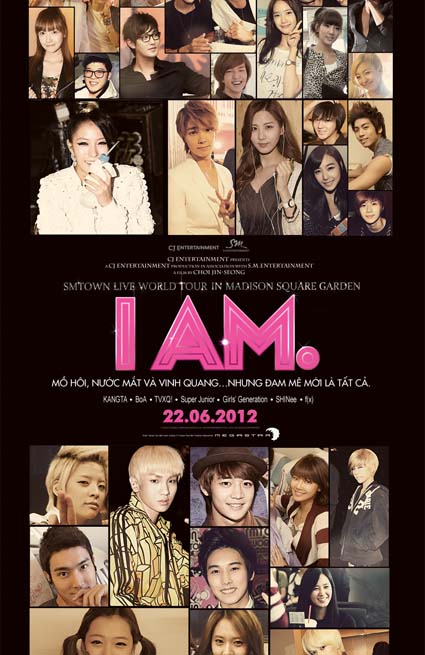 CJ ENTERTAINMENT
CJ ENTERTAINMENT PRESENTS
A CJ ENTERTAINMENT PRODUCTION IN ASSOCIATION WITH S.M.ENTERTAINMENT
A FILM BY CHOI JIN-SEONG
SMTOWN LIVE WORLD TOUR IN MADISON SQUARE GARDEN
I AM.
MỒ HÔI, NƯỚC MẮT VÀ VINH QUANG...NHƯNG ĐAM MÊ MỚI LÀ TẤT CẢ.
KANGTA • BoA • TVXQ! • Super Junior • Girls' Generation • SHINee • f(x)
22.06.2012
MEGASTAR